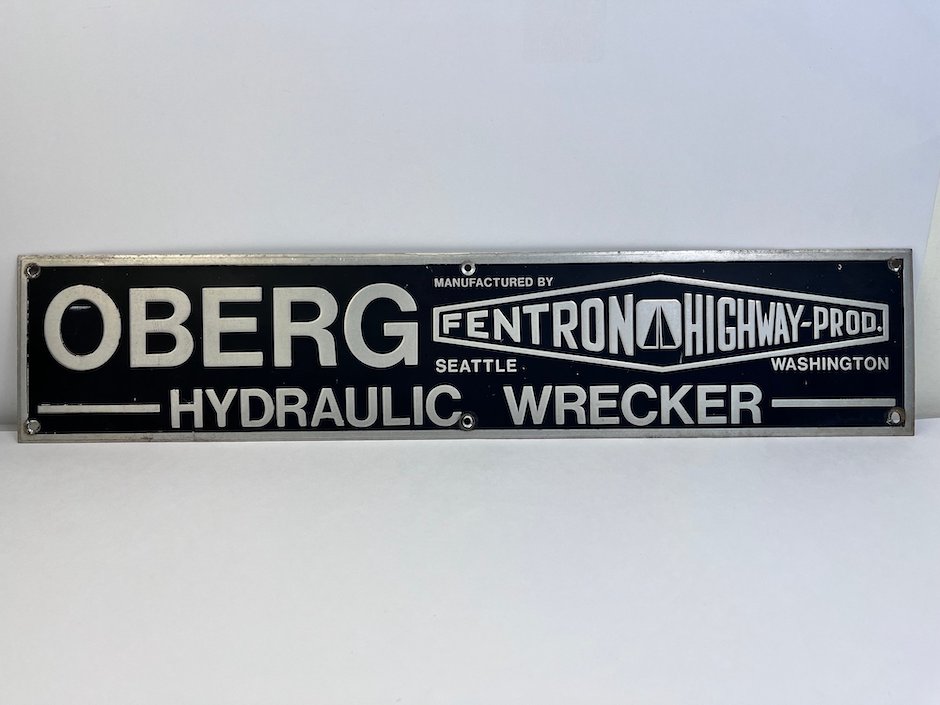 OBERG
MANUFACTURED BY
FENTRON HIGHWAY-PROD.
SEATTLE WASHINGTON
HYDRAULIC WRECKER